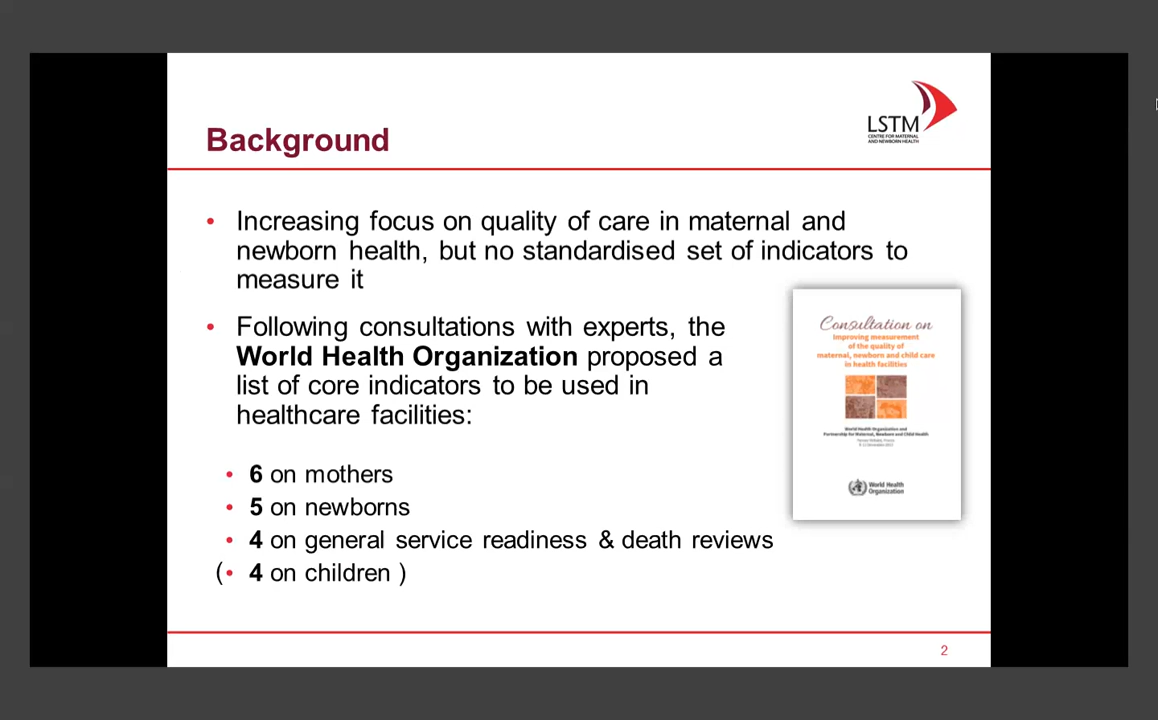 LSTM
CENTRE FOR MATERNAL
AND NEWBORN HEALTH
Background
• Increasing focus on quality of care in maternal and
newborn health, but no standardised set of indicators to
measure it
• Following consultations with experts, the
World Health Organization proposed a
list of core indicators to be used in
healthcare facilities:
• 6 on mothers
• 5 on newborns
• 4 on general service readiness & death reviews
(• 4 on children )
Consultation on
Improving measurement
of the quality of
maternal, newborn and child care
in health facilities
World Health Organization and
Partnership for Maternal, Newborn and Child Health
World Health
Organization
2